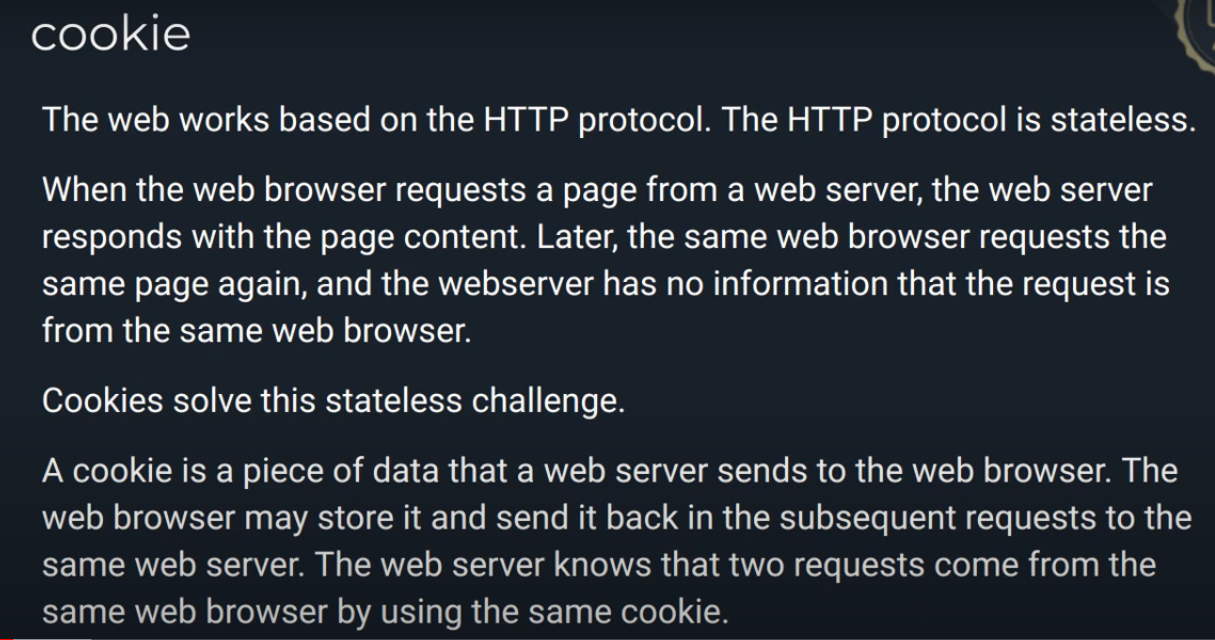 cookie
The web works based on the HTTP protocol. The HTTP protocol is stateless.
When the web browser requests a page from a web server, the web server
responds with the page content. Later, the same web browser requests the
same page again, and the webserver has no information that the request is
from the same web browser.
Cookies solve this stateless challenge.
A cookie is a piece of data that a web server sends to the web browser. The
web browser may store it and send it back in the subsequent requests to the
same web server. The web server knows that two requests come from the
same web browser by using the same cookie.